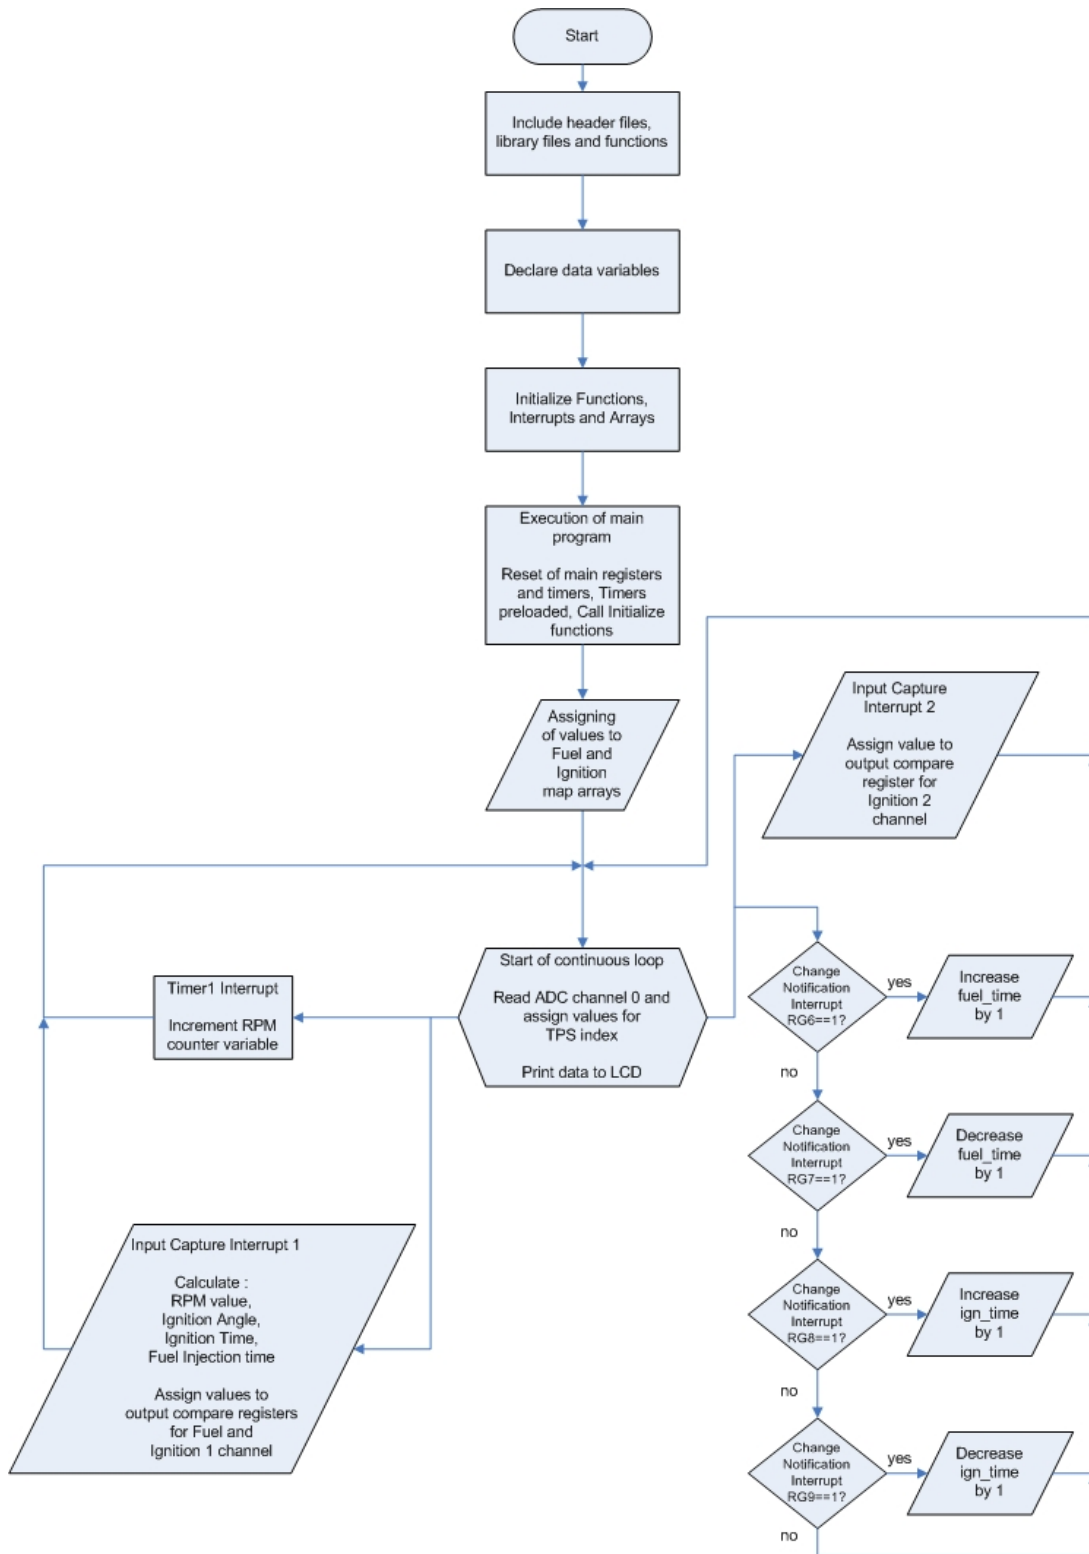 Start
Include header files,
library files and functions
Declare data variables
Initialize Functions,
Interrupts and Arrays
Execution of main
program
Reset of main registers
and timers, Timers
preloaded, Call Initialize
functions
Assigning
of values to
Fuel and
Ignition
map arrays
Input Capture
Interrupt 2
Assign value to
output compare
register for
Ignition 2
channel
Start of continuous loop
Read ADC channel 0 and
assign values for
TPS index
Print data to LCD
Timer1 Interrupt
Increment RPM
counter variable
Input Capture Interrupt 1
Calculate :
RPM value,
Ignition Angle,
Ignition Time,
Fuel Injection time
Assign values to
output compare registers
for Fuel and
Ignition 1 channel
Change
Notification
Interrupt
RG6==1?
yes
Increase
fuel_time
by 1
no
Change
Notification
Interrupt
RG7==1?
yes
Decrease
fuel_time
by 1
no
Change
Notification
Interrupt
RG8==1?
yes
Increase
ign_time
by 1
no
Change
Notification
Interrupt
RG9==1?
yes
Decrease
ign_time
by 1
no